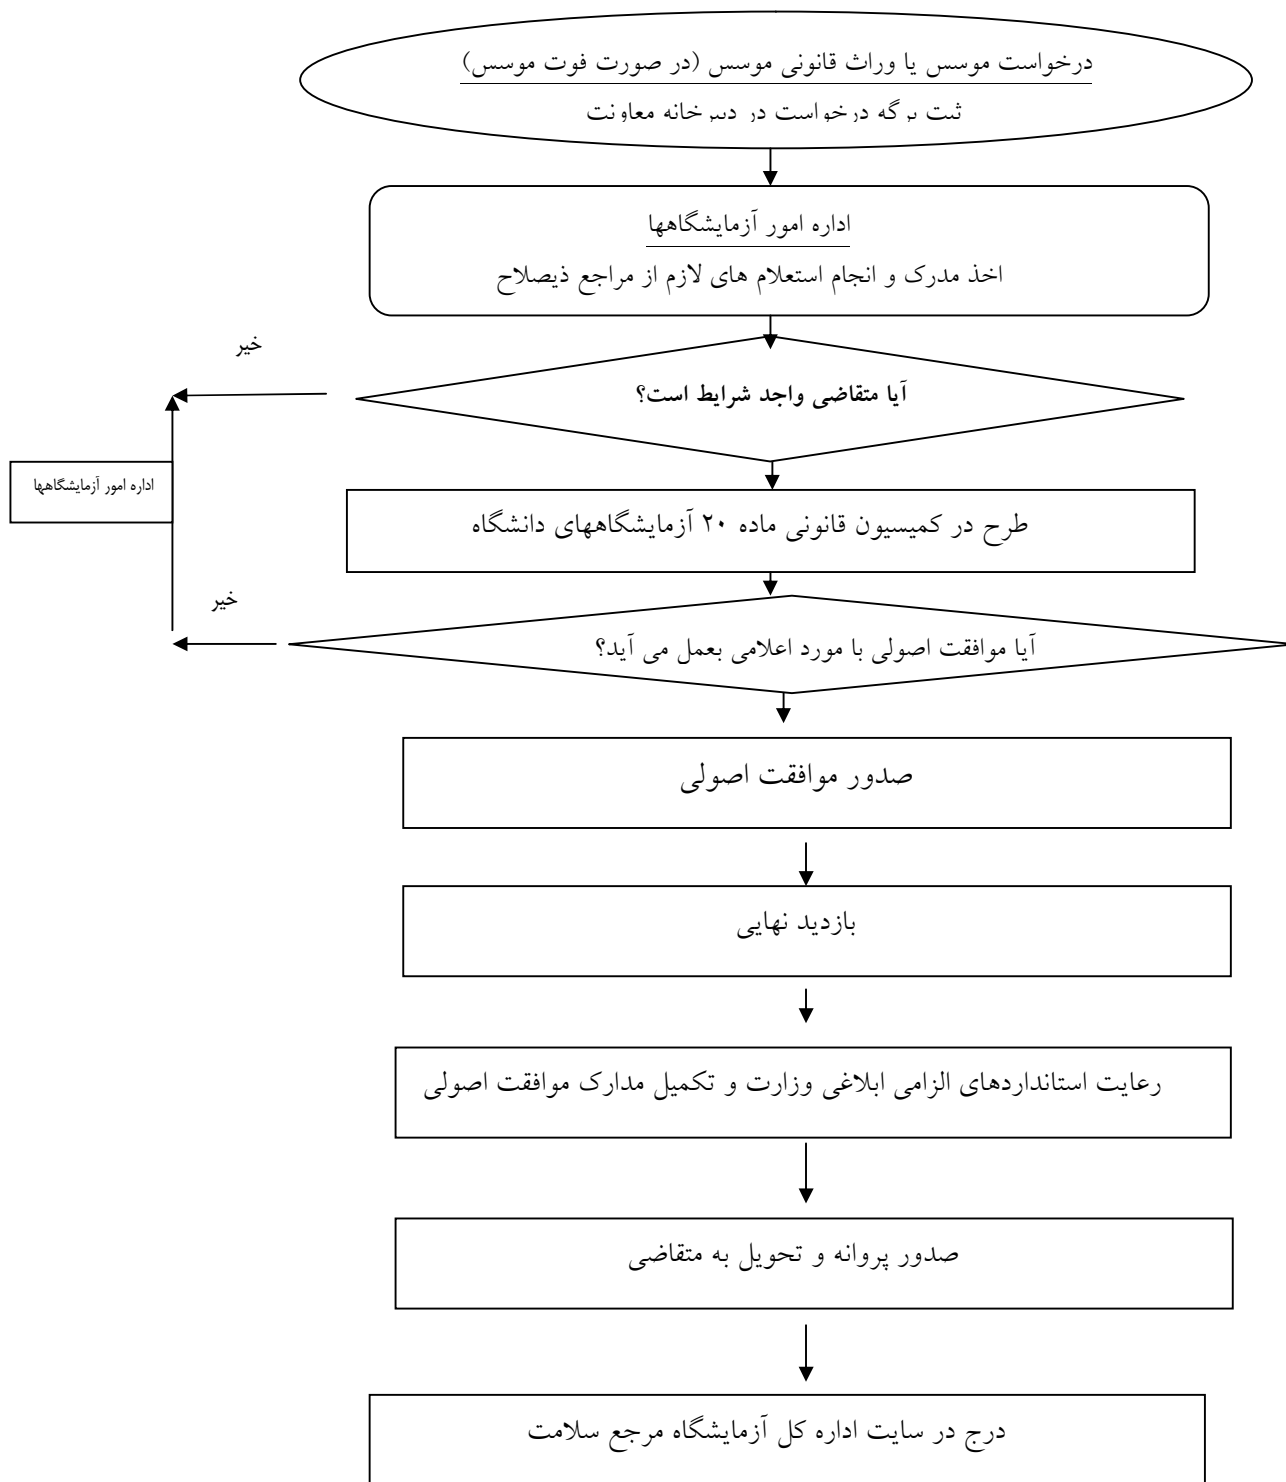 درخواست موسس یا وراث قانونی موسس (در صورت فوت موسس)
ثبت برگه درخواست در دبیرخانه معاونت
اداره امور آزمایشگاهها
اخذ مدرک و انجام استعلام های لازم از مراجع ذیصلاح
خیر
آیا متقاضی واجد شرایط است؟
اداره امور آزمایشگاهها
طرح در کمیسیون قانونی ماده ۲۰ آزمایشگاههای دانشگاه
خیر
آیا موافقت اصولی با مورد اعلامی بعمل می آید؟
صدور موافقت اصولی
بازدید نهایی
رعایت استانداردهای الزامی ابلاغی وزارت و تکمیل مدارک موافقت اصولی
صدور پروانه و تحویل به متقاضی
درج در سایت اداره کل آزمایشگاه مرجع سلامت